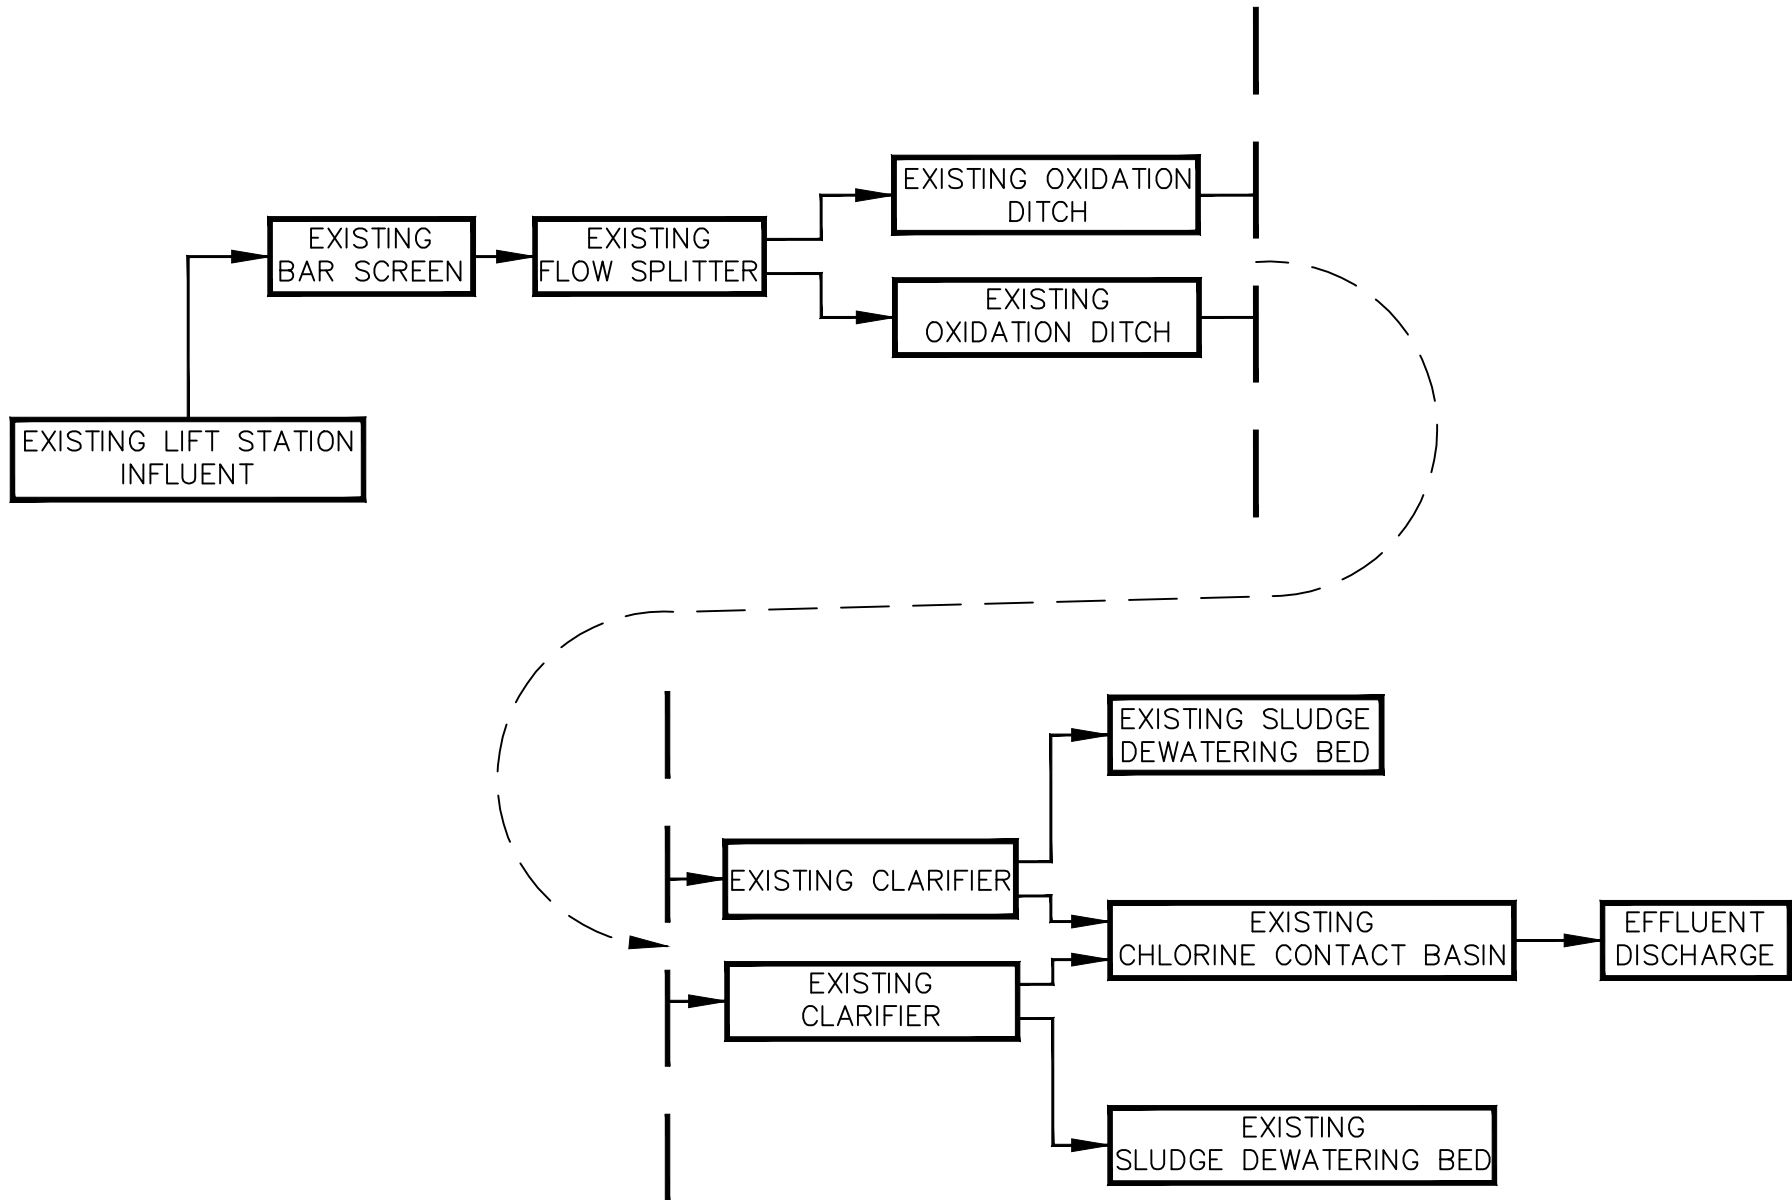 EXISTING OXIDATION
DITCH
EXISTING
BAR SCREEN
EXISTING
FLOW SPLITTER
EXISTING
OXIDATION DITCH
EXISTING LIFT STATION
INFLUENT
EXISTING SLUDGE
DEWATERING BED
EXISTING CLARIFIER
EXISTING
CHLORINE CONTACT BASIN
EFFLUENT
DISCHARGE
EXISTING
CLARIFIER
EXISTING
SLUDGE DEWATERING BED